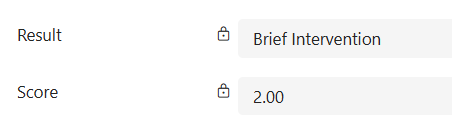 Result Brief Intervention
Score 2.00